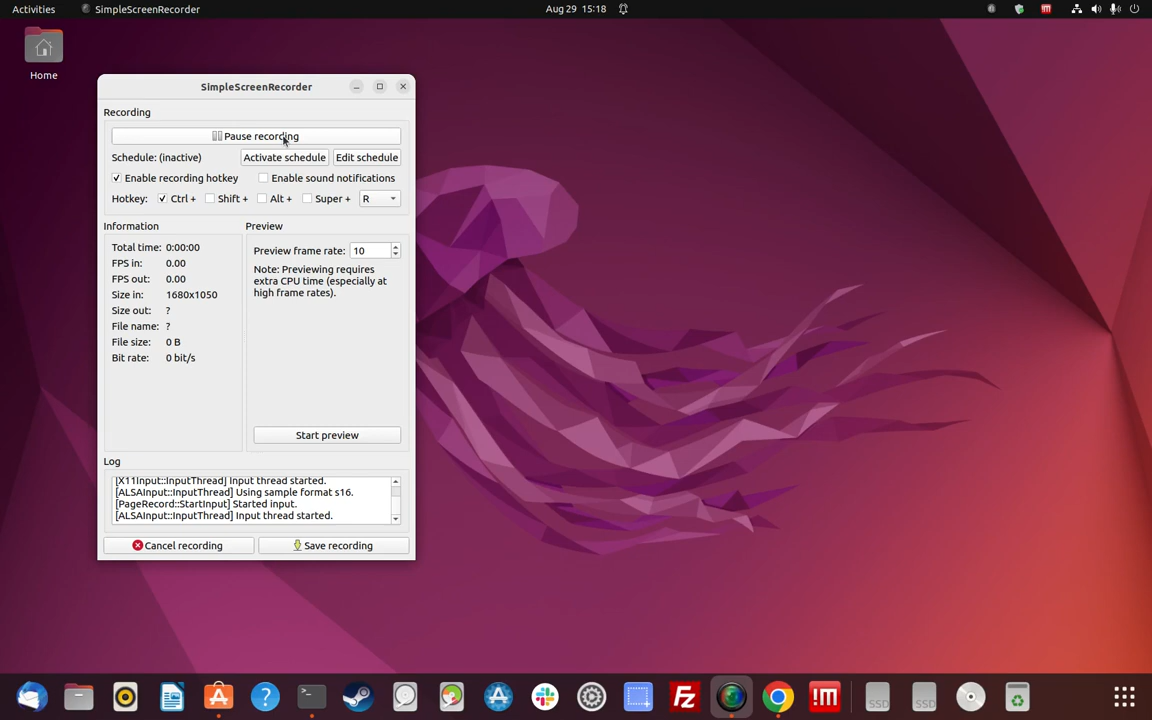 Activities SimpleScreenRecorder Aug 29 15:18
Home
SimpleScreenRecorder
Recording
Pause recording
Schedule: (inactive) Activate schedule Edit schedule
Enable recording hotkey Enable sound notifications
Hotkey: Ctrl + Shift + Alt + Super + R
Information Preview
Total time: 0:00:00
FPS in: 0.00
FPS out: 0.00
Size in: 1680x1050
Size out: ?
File name: ?
File size: 0 B
Bit rate: 0 bit/s
Preview frame rate: 10
Note: Previewing requires
extra CPU time (especially at
high frame rates).
Start preview
Log
[X11Input::InputThread] Input thread started.
[ALSAInput::InputThread] Using sample format s16.
[PageRecord::StartInput] Started input.
[ALSAInput::InputThread] Input thread started.
Cancel recording Save recording
SSD SSD